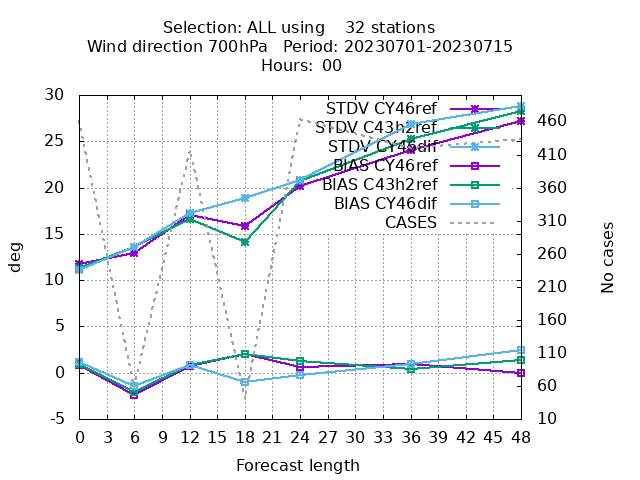 Selection: ALL using    32 stations
Wind direction 700hPa   Period: 20230701-20230715
Hours: 00
STDV CY46ref
STDV C43h2ref
STDV CY46dif
BIAS CY46ref
BIAS C43h2ref
BIAS CY46dif
CASES
30
25
20
15
10
5
0
-5
deg
460
410
360
310
260
210
160
110
60
10
No cases
0 3 6 9 12 15 18 21 24 27 30 33 36 39 42 45 48
Forecast length